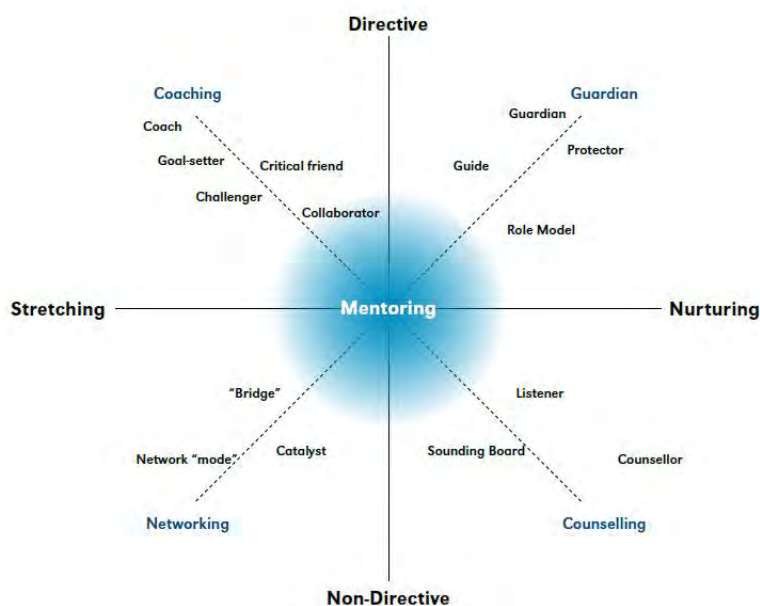 Directive
Coaching
Guardian
Guardian
Coach
Protector
Goal-setter
Critical friend
Guide
Challenger
Collaborator
Role Model
Stretching
Mentoring
Nurturing
“Bridge”
Listener
Catalyst
Sounding Board
Network “mode”
Counsellor
Networking
Counselling
Non-Directive